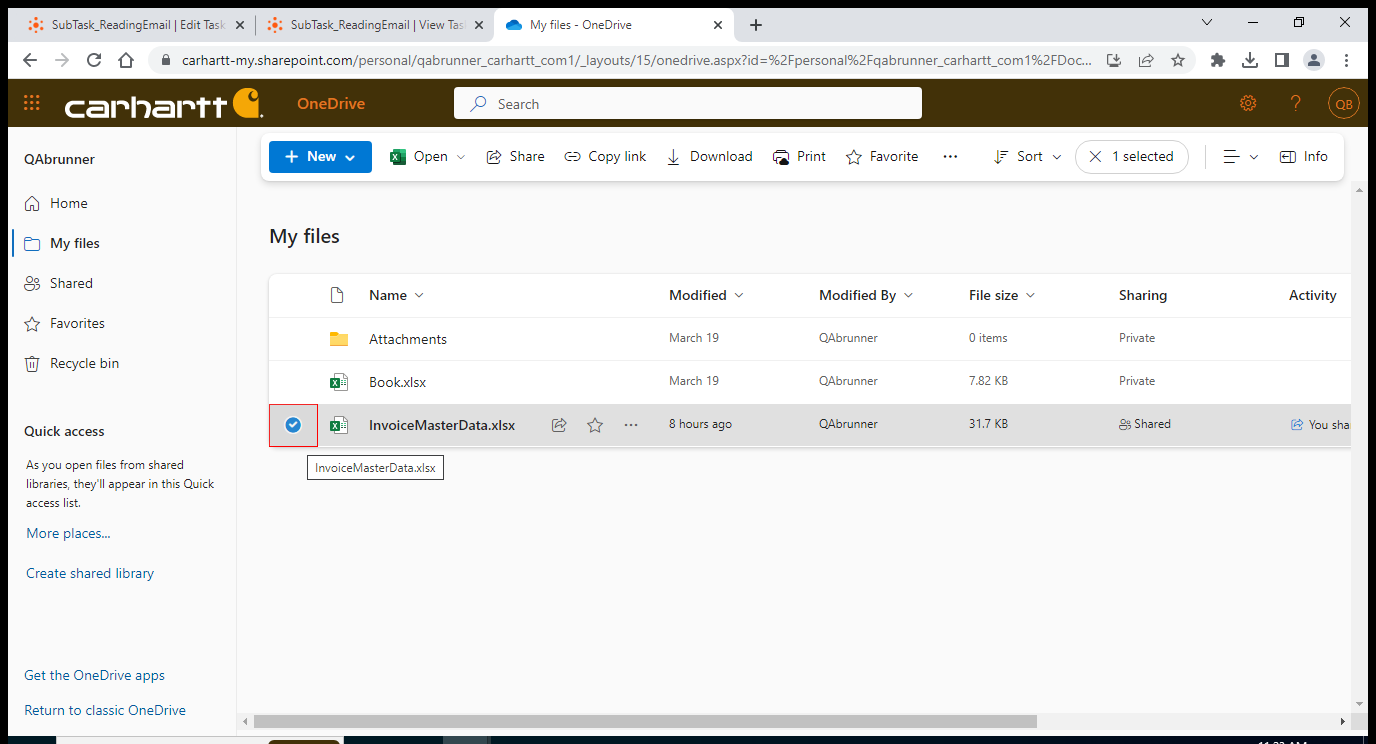 SubTask_ReadingEmail | Edit Task
SubTask_ReadingEmail | View Tas
My files - OneDrive
carhartt-my.sharepoint.com/personal/qabrunner_carhartt_com1/_layouts/15/onedrive.aspx?id=%2Fpersonal%2Fqabrunner_carhartt_com1%2FDoc...
carhartt
OneDrive
Search
QB
QAbrunner
New
Open
Share
Copy link
Download
Print
Favorite
Sort
1 selected
Info
Home
My files
Shared
Favorites
Recycle bin
Quick access
As you open files from shared
libraries, they'll appear in this Quick
access list.
More places...
Create shared library
Get the OneDrive apps
Return to classic OneDrive
My files
Name Modified Modified By File size Sharing Activity
Attachments March 19 QAbrunner 0 items Private
Book.xlsx March 19 QAbrunner 7.82 KB Private
InvoiceMasterData.xlsx 8 hours ago QAbrunner 31.7 KB Shared You sha
InvoiceMasterData.xlsx